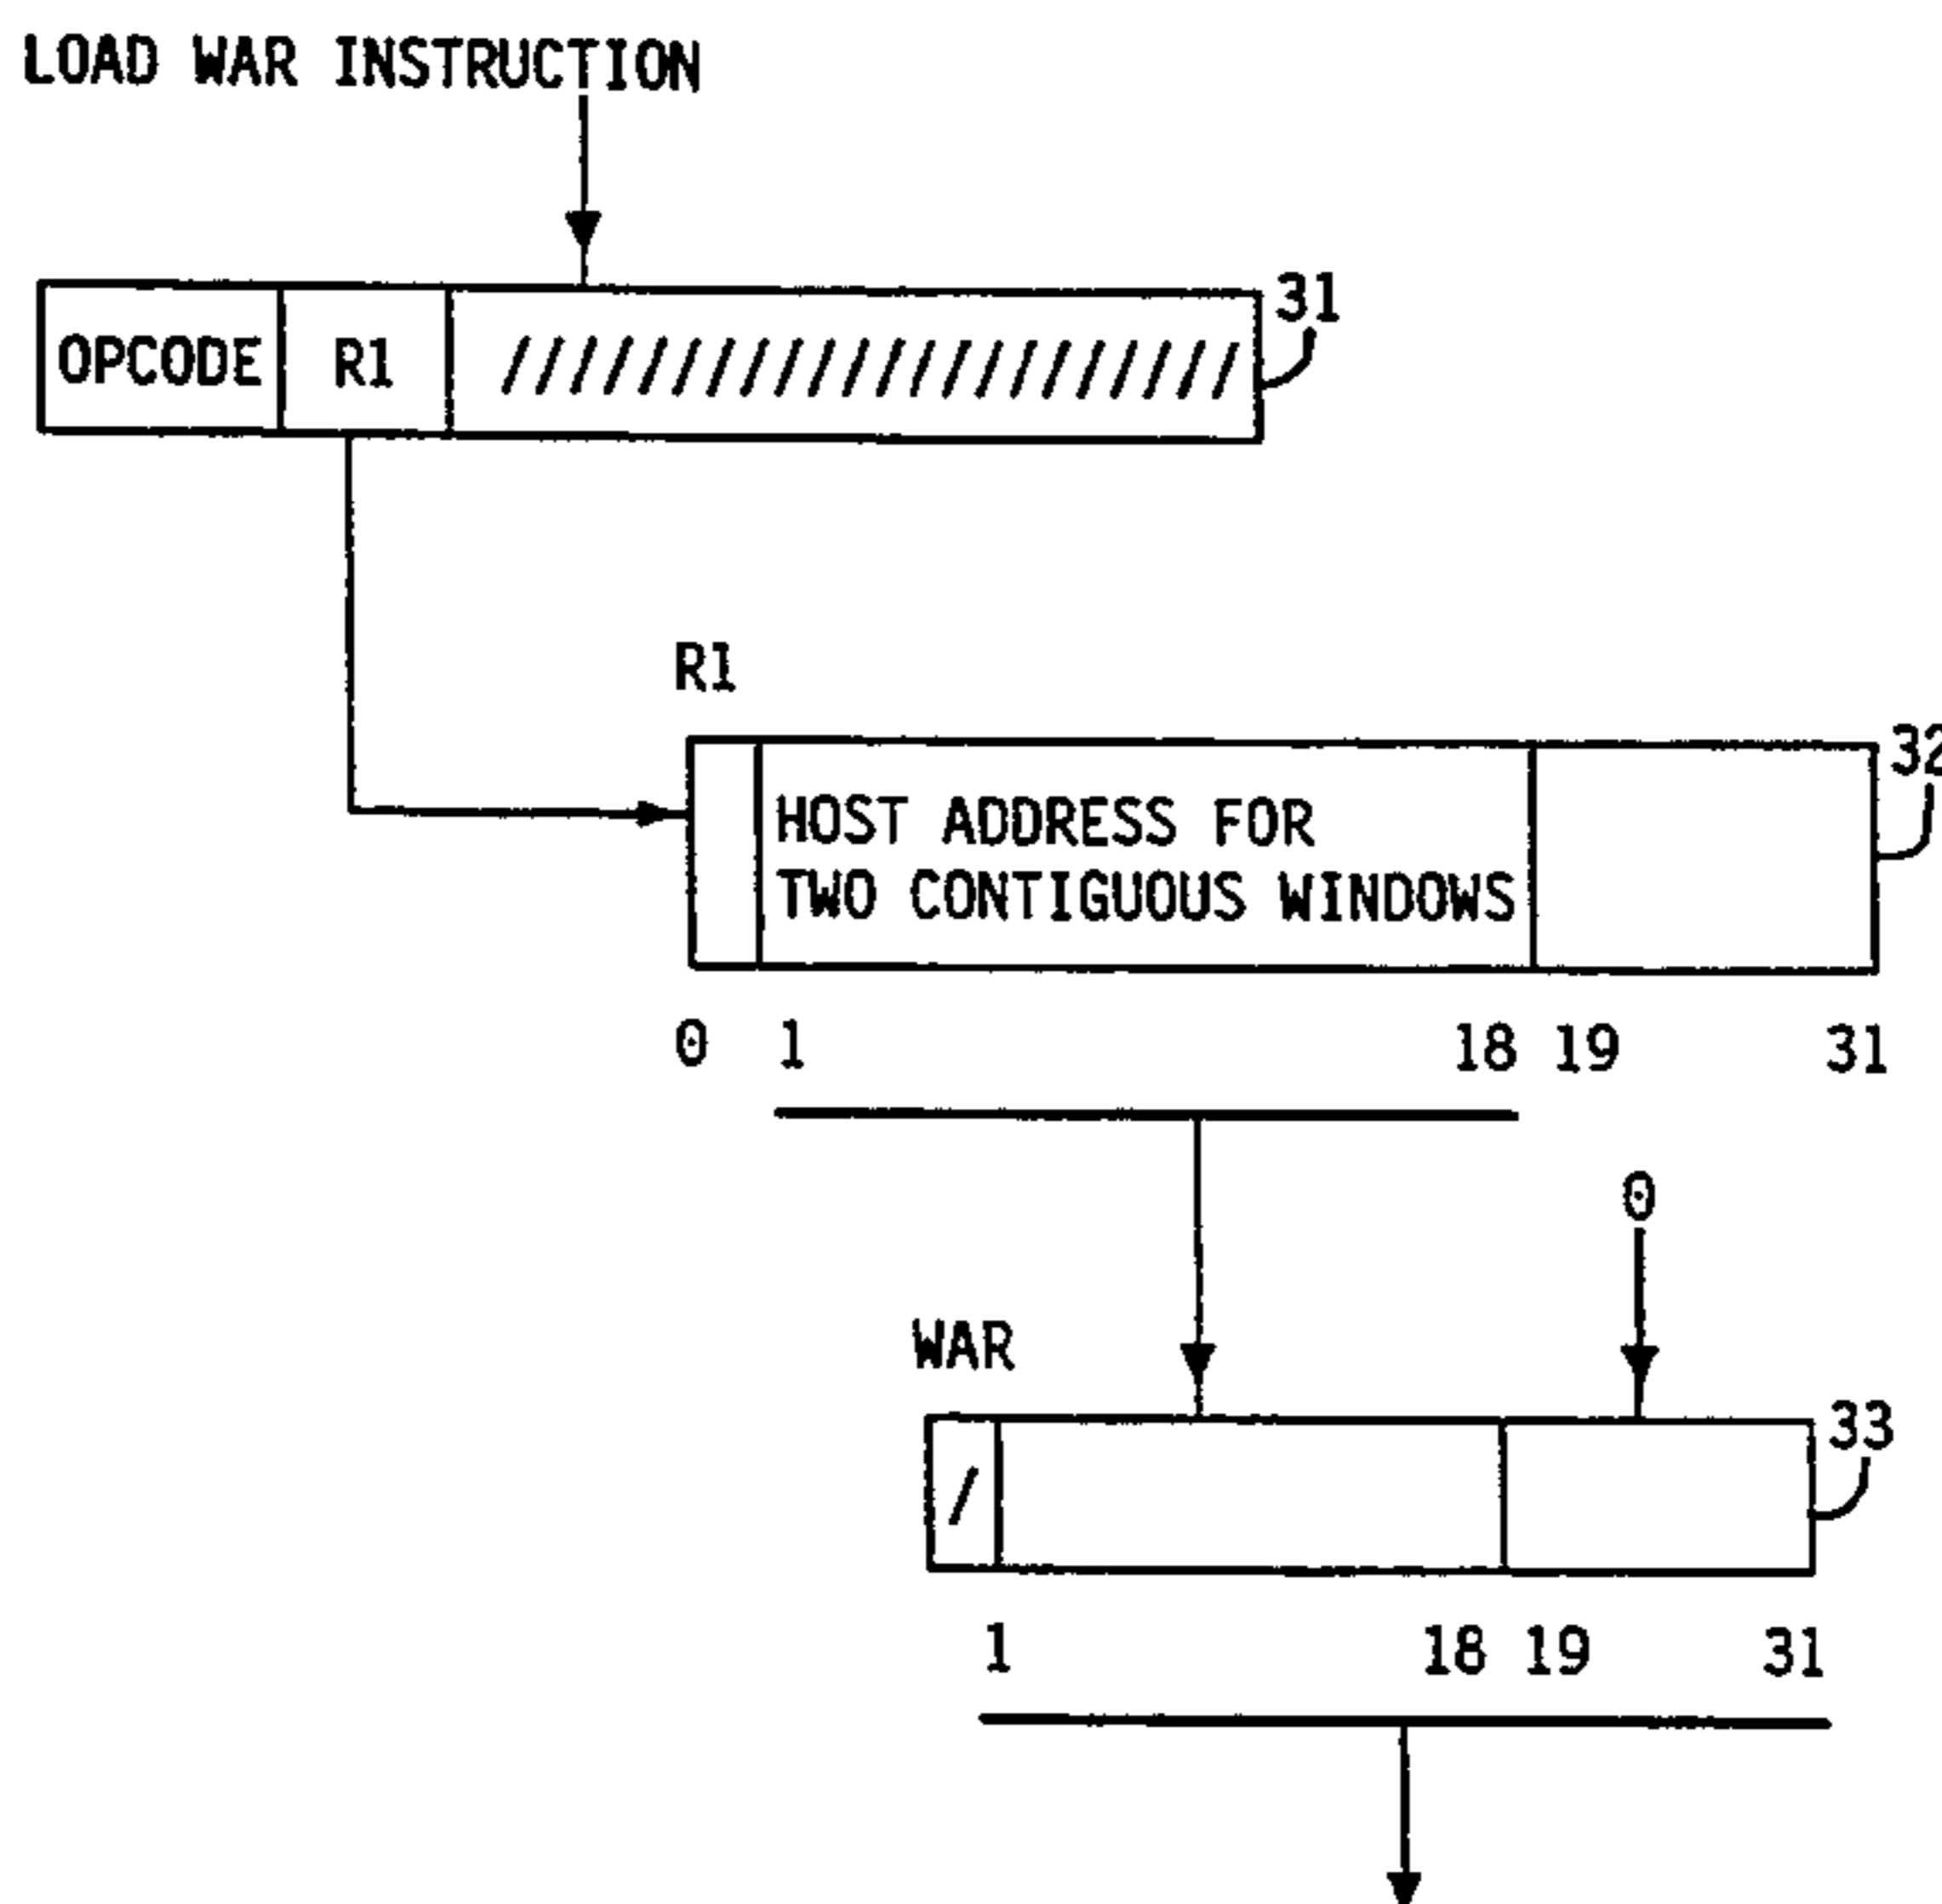 LOAD WAR INSTRUCTION
31
OPCODE R1 //////////////////////
R1
32
HOST ADDRESS FOR
TWO CONTIGUOUS WINDOWS
0 1 18 19 31
0
WAR
33
/
1 18 19 31